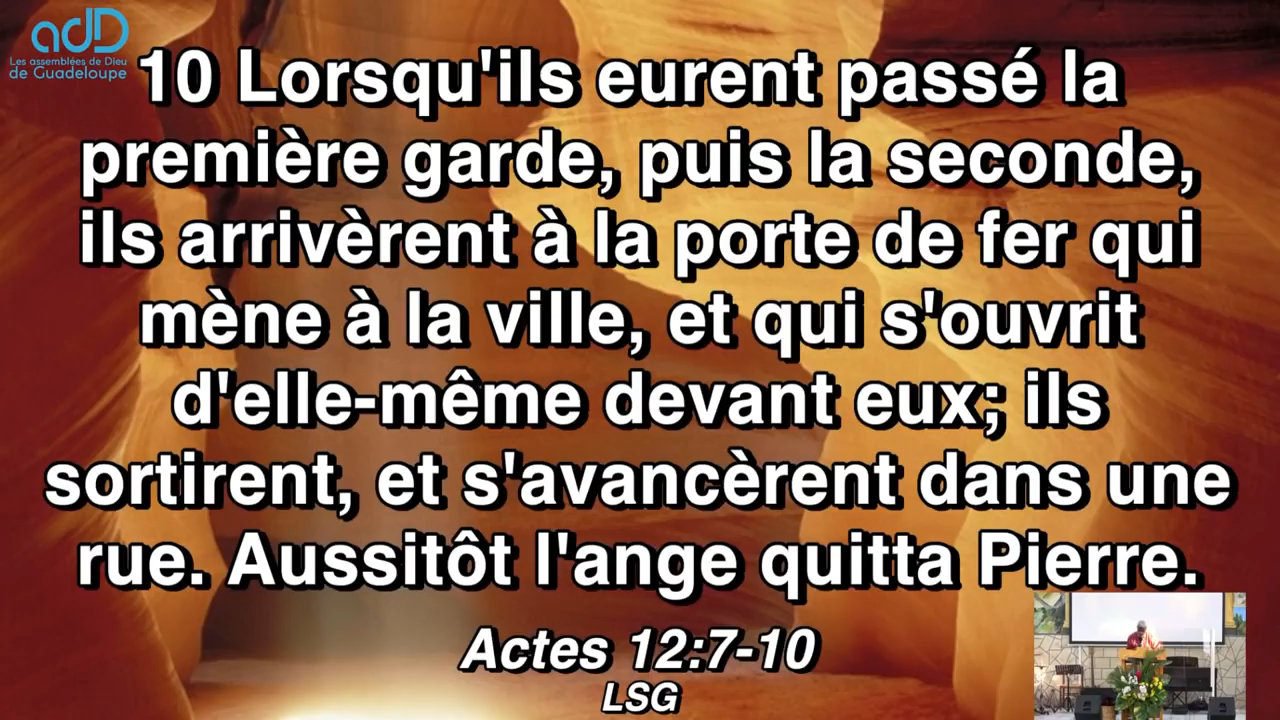 adD
Les assemblées de Dieu
de Guadeloupe
10 Lorsqu'ils eurent passé la
première garde, puis la seconde,
ils arrivèrent à la porte de fer qui
mène à la ville, et qui s'ouvrit
d'elle-même devant eux; ils
sortirent, et s'avancèrent dans une
rue. Aussitôt l'ange quitta Pierre.
Actes 12:7-10
LSG